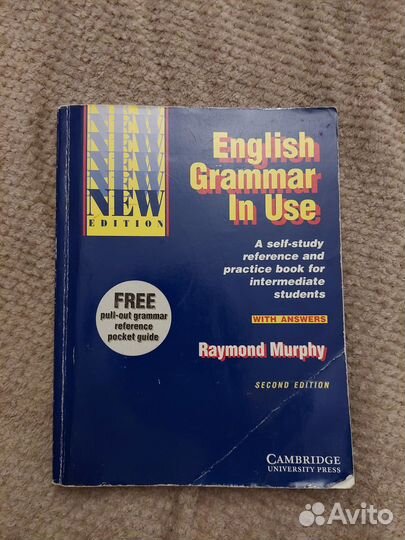 NEW
NEW
NEW
NEW
NEW
EDITION
English
Grammar
In Use
A self-study
reference and
practice book for
intermediate
students
WITH ANSWERS
FREE
pull-out grammar
reference
pocket guide
Raymond Murphy
SECOND EDITION
CAMBRIDGE
UNIVERSITY PRESS
Avito